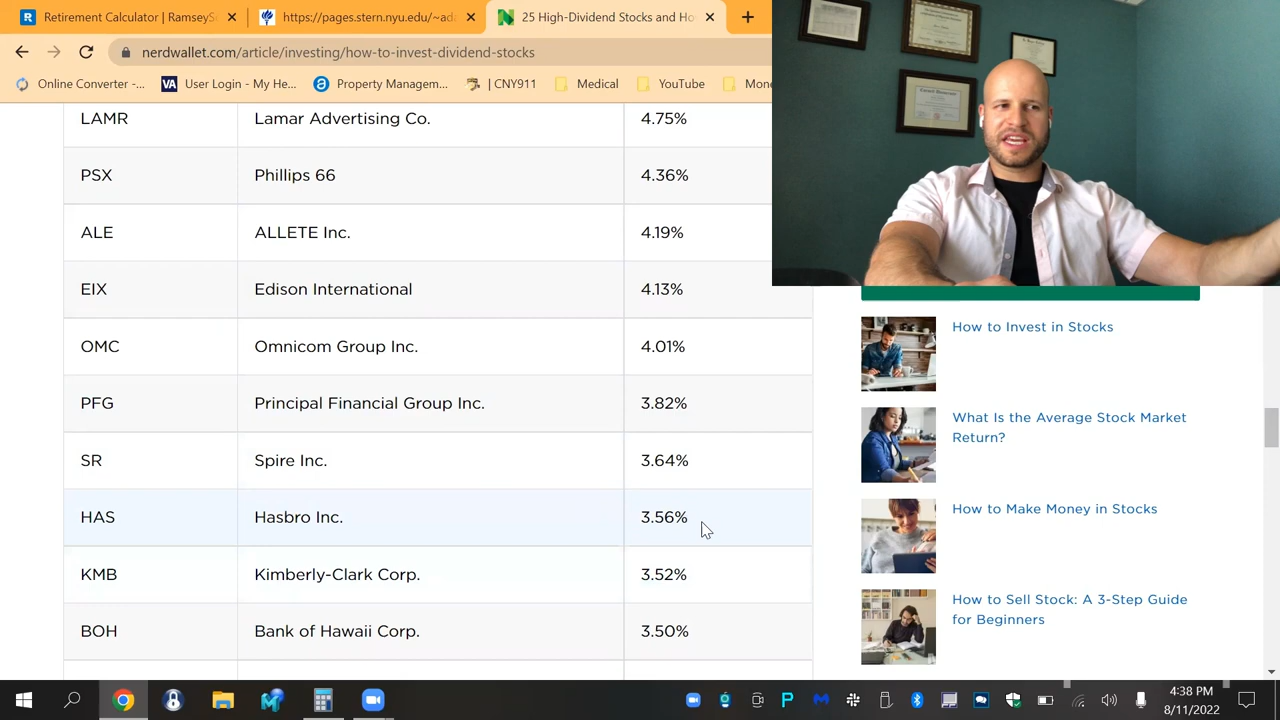 Retirement Calculator | RamseyS
https://pages.stern.nyu.edu/~ada
25 High-Dividend Stocks and Ho
nerdwallet.com
/investing/how-to-invest-dividend-stocks
Online Converter -...
User Login - My He...
Property Managem...
| CNY911
Medical
YouTube
LAMR Lamar Advertising Co. 4.75%
PSX Phillips 66 4.36%
ALE ALLETE Inc. 4.19%
EIX Edison International 4.13%
OMC Omnicom Group Inc. 4.01%
PFG Principal Financial Group Inc. 3.82%
SR Spire Inc. 3.64%
HAS Hasbro Inc. 3.56%
KMB Kimberly-Clark Corp. 3.52%
BOH Bank of Hawaii Corp. 3.50%
How to Invest in Stocks
What Is the Average Stock Market
Return?
How to Make Money in Stocks
How to Sell Stock: A 3-Step Guide
for Beginners
4:38 PM
8/11/2022